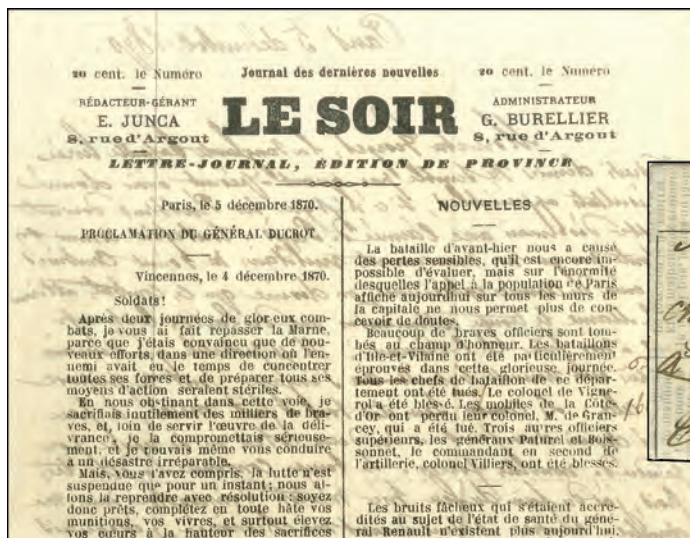 20 cent. le Numéro
Journal des dernières nouvelles
20 cent. le Numéro
RÉDACTEUR-GÉRANT
E. JUNCA
8, rue d'Argout
LE SOIR
ADMINISTRATEUR
G. BURELLIER
8, rue d'Argout
LETTRE-JOURNAL, ÉDITION DE PROVINCE
Paris, le 5 décembre 1870.
PROCLAMATION DU GÉNÉRAL DUCROT
Vincennes, le 4 décembre 1870.
Soldats!
Après deux journées de glorieux com-
bats, je vous ai fait repasser la Marne,
parce que j'étais convaincu que de nou-
veaux efforts, dans une direction où l'en-
nemi avait eu le temps de concentrer
toutes ses forces et de préparer tous ses
moyens d'action seraient stériles.
En nous obstinant dans cette voie, je
sacrifiais inutilement des milliers de bra-
ves, et, loin de servir l'œuvre de la déli-
vrance, je la compromettais sérieuse-
ment, et je pouvais même vous conduire
à un désastre irréparable.
Mais, vous l'avez compris, la lutte n'est
suspendue que pour un instant; nous al-
lons la reprendre avec résolution: soyez
donc prêts, complétez en toute hâte vos
munitions, vos vivres, et surtout élevez
vos cœurs à la hauteur des sacrifices
NOUVELLES
La bataille d'avant-hier nous a causé
des pertes sensibles, qu'il est encore im-
possible d'évaluer, mais sur l'énormité
desquelles l'appel à la population de Paris
affiché aujourd'hui sur tous les murs de
la capitale ne nous permet plus de con-
cevoir de doutes.
Beaucoup de braves officiers sont tom-
bés au champ d'honneur. Les bataillons
d'Ille-et-Vilaine ont été particulièrement
éprouvés dans cette glorieuse journée.
Tous les chefs de bataillon de ce dépar-
tement ont été tués. Le colonel de Vigne-
rol a été blessé. Les mobiles de la Côte-
d'Or ont perdu leur colonel, M. de Gran-
cey, qui a été tué. Trois autres officiers
supérieurs, les généraux Paturel et Bois-
sonnet, le commandant en second de
l'artillerie, colonel Villiers, ont été blessés.
Les bruits fâcheux qui s'étaient accré-
dités au sujet de l'état de santé du géné-
ral Renault n'existent plus aujourd'hui.